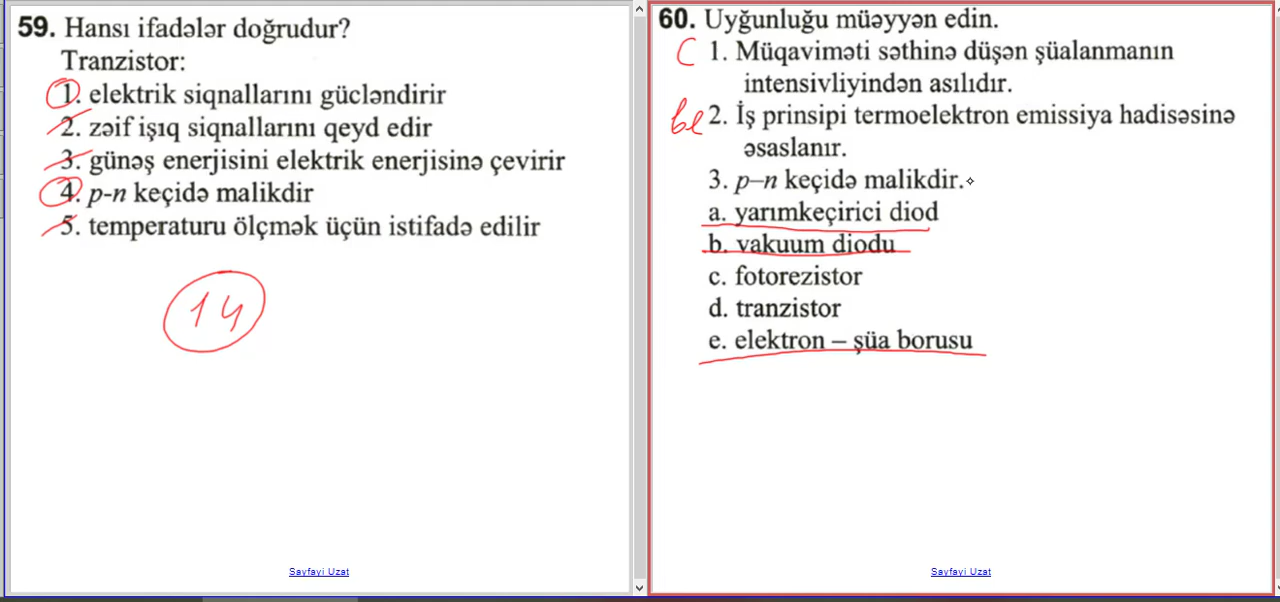 59. Hansı ifadələr doğrudur?
Tranzistor:
1. elektrik siqnallarını gücləndirir
2. zəif işıq siqnallarını qeyd edir
3. günəş enerjisini elektrik enerjisinə çevirir
4. p-n keçidə malikdir
5. temperaturu ölçmək üçün istifadə edilir
14
Sayfayi Uzat
60. Uyğunluğu müəyyən edin.
C 1. Müqaviməti səthinə düşən şüalanmanın
intensivliyindən asılıdır.
be 2. İş prinsipi termoelektron emissiya hadisəsinə
əsaslanır.
3. p–n keçidə malikdir.
a. yarımkeçirici diod
b. vakuum diodu
c. fotorezistor
d. tranzistor
e. elektron – şüa borusu
Sayfayi Uzat